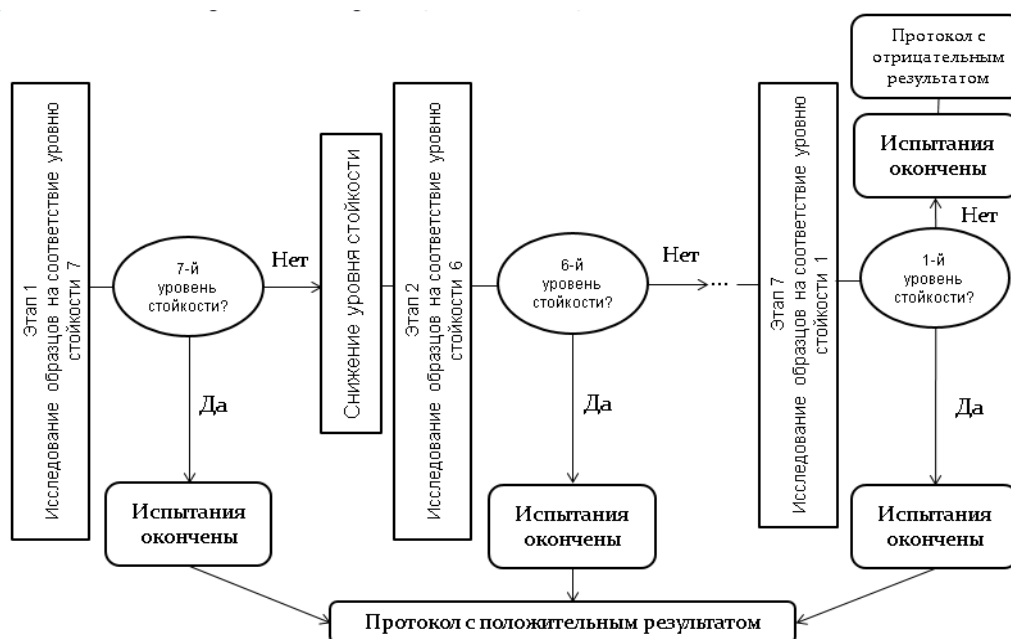 Этап 1
Исследование образцов на соответствие уровню
стойкости 7
7-й
уровень
стойкости?
Нет
Да
Испытания
окончены
Снижение уровня стойкости
Этап 2
Исследование образцов на соответствие уровню
стойкости 6
6-й
уровень
стойкости?
Нет
...
Да
Испытания
окончены
Этап 7
Исследование образцов на соответствие уровню
стойкости 1
1-й
уровень
стойкости?
Нет
Испытания
окончены
Протокол с
отрицательным
результатом
Да
Испытания
окончены
Протокол с положительным результатом